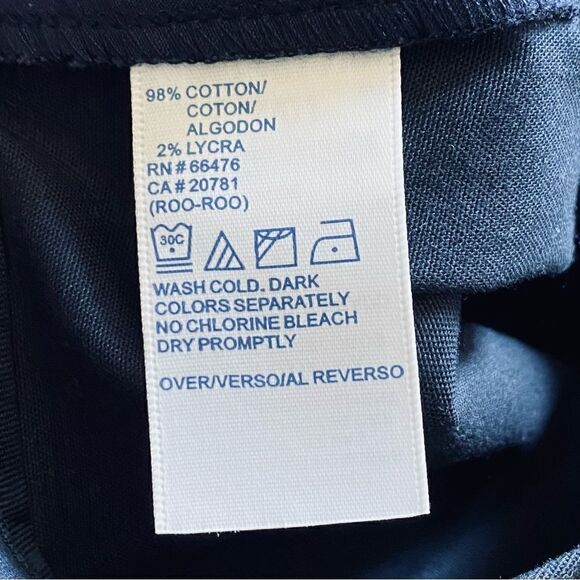 98% COTTON/
COTON/
ALGODON
2% LYCRA
RN # 66476
CA # 20781
(ROO-ROO)
30C
WASH COLD. DARK
COLORS SEPARATELY
NO CHLORINE BLEACH
DRY PROMPTLY
OVER/VERSO/AL REVERSO